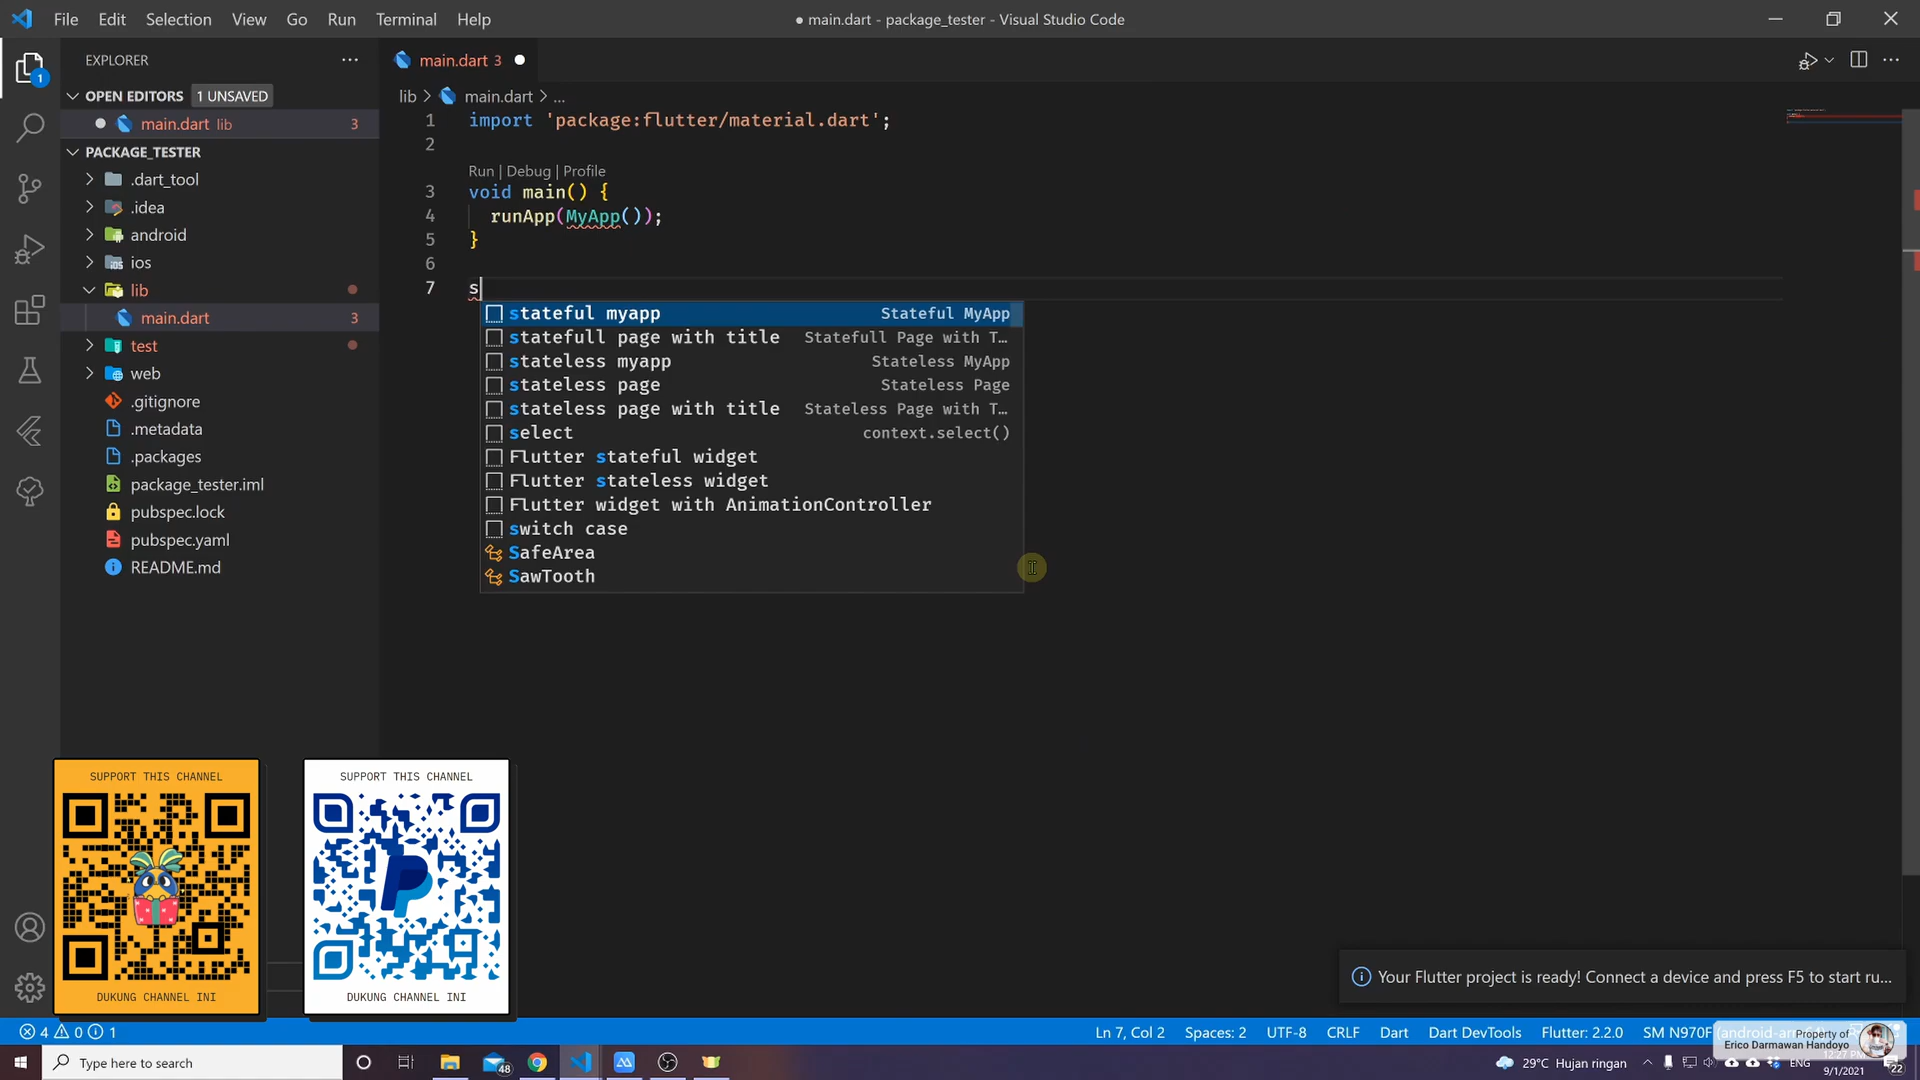 File Edit Selection View Go Run Terminal Help
● main.dart - package_tester - Visual Studio Code
EXPLORER
OPEN EDITORS 1 UNSAVED
main.dart lib 3
PACKAGE_TESTER
.dart_tool
.idea
android
ios
lib
main.dart 3
test
web
.gitignore
.metadata
.packages
package_tester.iml
pubspec.lock
pubspec.yaml
README.md
1
main.dart 3
lib > main.dart > ...
1 import 'package:flutter/material.dart';
2
Run | Debug | Profile
3 void main() {
4 runApp(MyApp());
5 }
6
7 s
stateful myapp Stateful MyApp
statefull page with title Statefull Page with T…
stateless myapp Stateless MyApp
stateless page Stateless Page
stateless page with title Stateless Page with T…
select context.select()
Flutter stateful widget
Flutter stateless widget
Flutter widget with AnimationController
switch case
SafeArea
SawTooth
SUPPORT THIS CHANNEL
DUKUNG CHANNEL INI
SUPPORT THIS CHANNEL
DUKUNG CHANNEL INI
Your Flutter project is ready! Connect a device and press F5 to start ru...
4 0 1
Ln 7, Col 2 Spaces: 2 UTF-8 CRLF Dart Dart DevTools Flutter: 2.2.0 SM N970F
Property of
Erico Darmawan Handoyo
Type here to search
48
29°C Hujan ringan
ENG
12:27 PM
9/1/2021
22